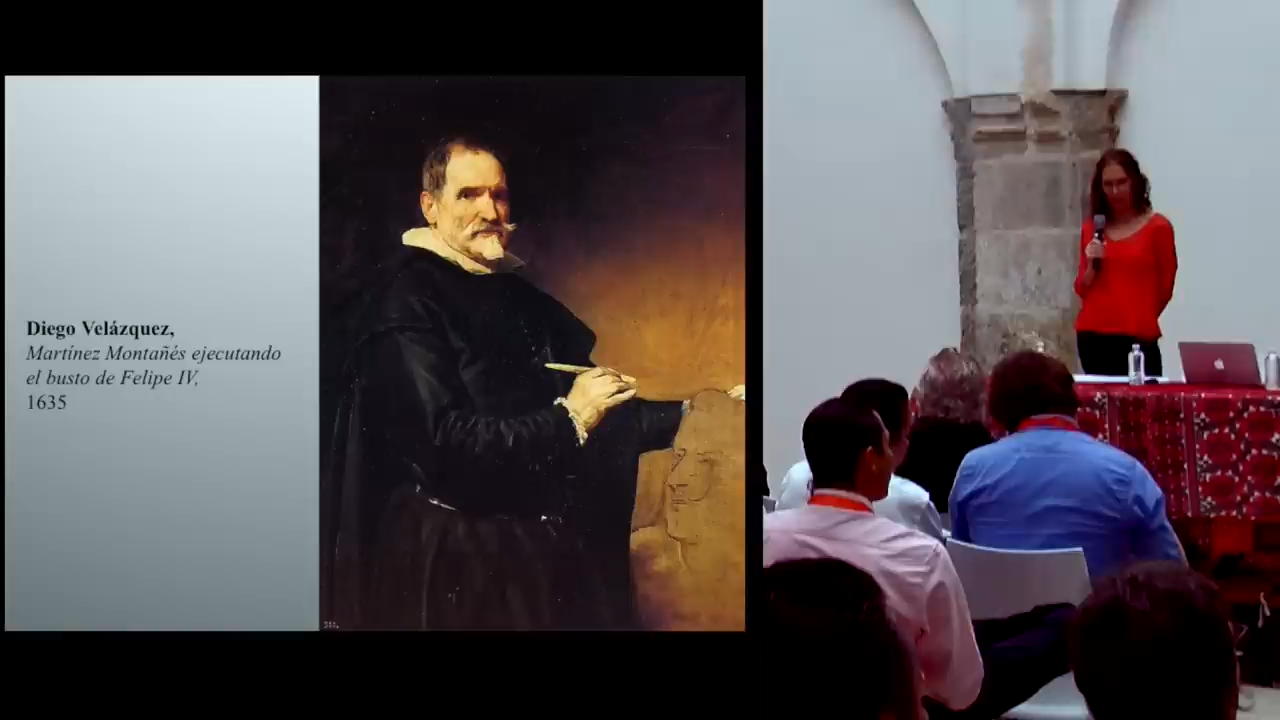 Diego Velázquez,
Martínez Montañés ejecutando
el busto de Felipe IV,
1635